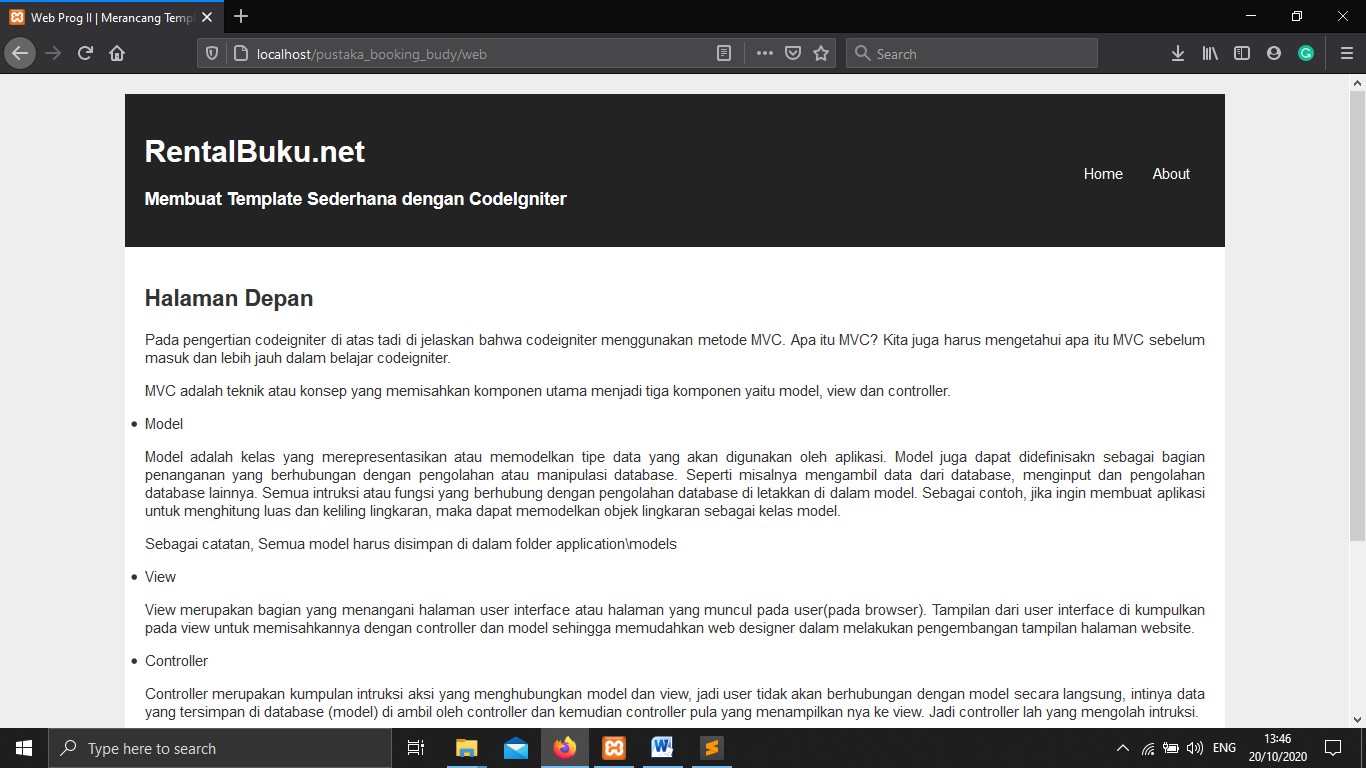 Web Prog II | Merancang Templ
localhost/pustaka_booking_budy/web
Search
RentalBuku.net
Home About
Membuat Template Sederhana dengan CodeIgniter
Halaman Depan
Pada pengertian codeigniter di atas tadi di jelaskan bahwa codeigniter menggunakan metode MVC. Apa itu MVC? Kita juga harus mengetahui apa itu MVC sebelum
masuk dan lebih jauh dalam belajar codeigniter.
MVC adalah teknik atau konsep yang memisahkan komponen utama menjadi tiga komponen yaitu model, view dan controller.
• Model
Model adalah kelas yang merepresentasikan atau memodelkan tipe data yang akan digunakan oleh aplikasi. Model juga dapat didefinisakn sebagai bagian
penanganan yang berhubungan dengan pengolahan atau manipulasi database. Seperti misalnya mengambil data dari database, menginput dan pengolahan
database lainnya. Semua intruksi atau fungsi yang berhubung dengan pengolahan database di letakkan di dalam model. Sebagai contoh, jika ingin membuat aplikasi
untuk menghitung luas dan keliling lingkaran, maka dapat memodelkan objek lingkaran sebagai kelas model.
Sebagai catatan, Semua model harus disimpan di dalam folder application\models
• View
View merupakan bagian yang menangani halaman user interface atau halaman yang muncul pada user(pada browser). Tampilan dari user interface di kumpulkan
pada view untuk memisahkannya dengan controller dan model sehingga memudahkan web designer dalam melakukan pengembangan tampilan halaman website.
• Controller
Controller merupakan kumpulan intruksi aksi yang menghubungkan model dan view, jadi user tidak akan berhubungan dengan model secara langsung, intinya data
yang tersimpan di database (model) di ambil oleh controller dan kemudian controller pula yang menampilkan nya ke view. Jadi controller lah yang mengolah intruksi.
Type here to search
ENG
13:46
20/10/2020